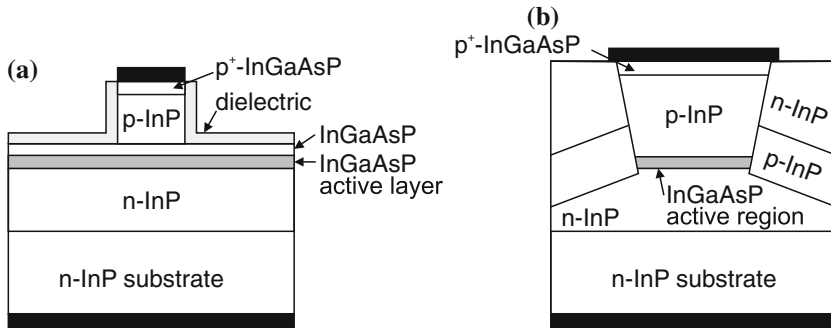 (a)
p⁺-InGaAsP
dielectric
p-InP
InGaAsP
InGaAsP
active layer
n-InP
n-InP substrate
(b)
p⁺-InGaAsP
p-InP
n-InP
p-InP
InGaAsP
active region
n-InP
n-InP substrate